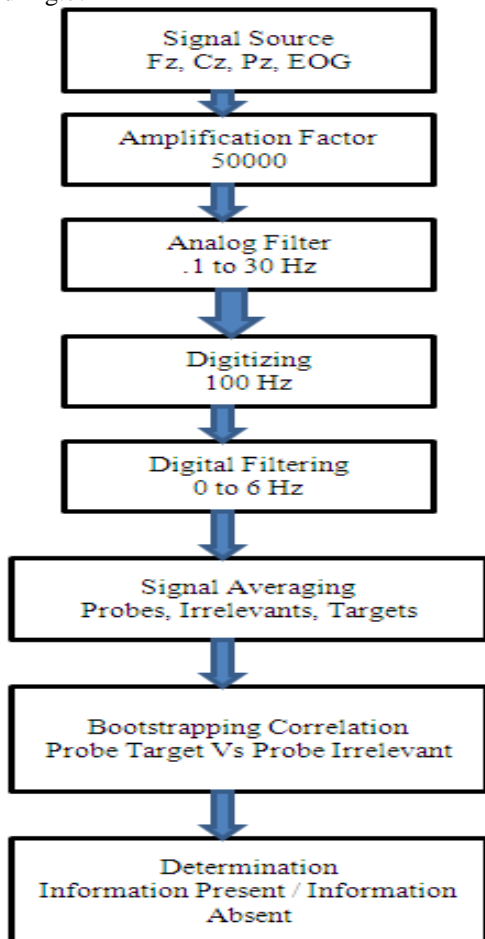 Signal Source
Fz, Cz, Pz, EOG
Amplification Factor
50000
Analog Filter
.1 to 30 Hz
Digitizing
100 Hz
Digital Filtering
0 to 6 Hz
Signal Averaging
Probes, Irrelevants, Targets
Bootstrapping Correlation
Probe Target Vs Probe Irrelevant
Determination
Information Present / Information
Absent